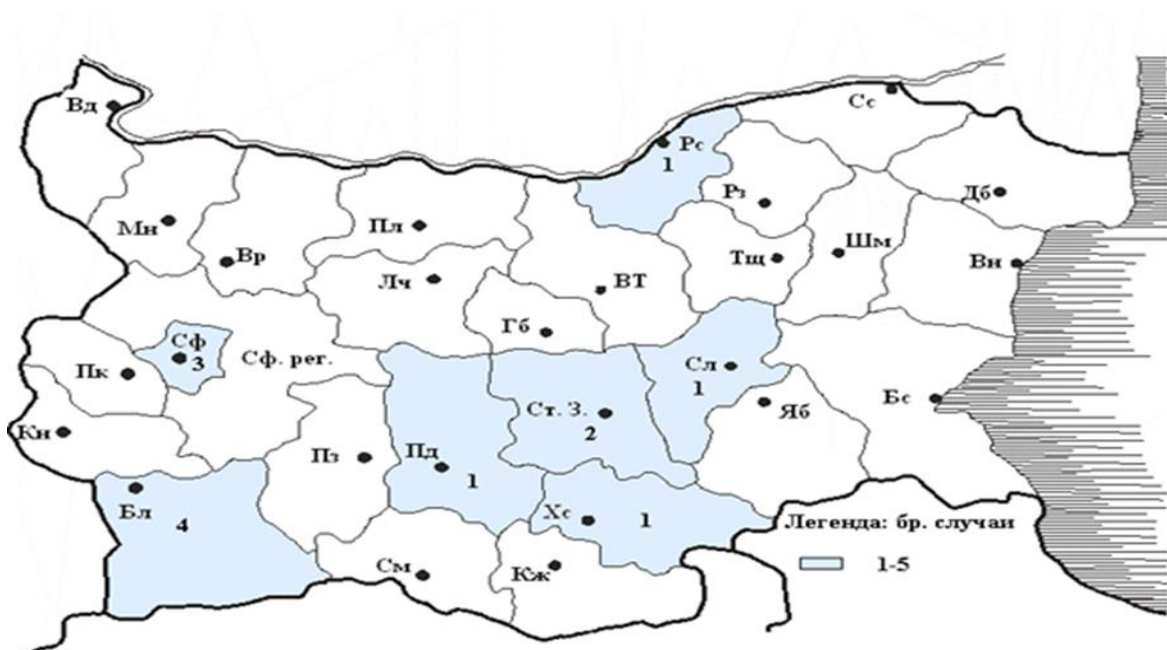 Вд
Сс
Рс
1
Рз
Дб
Мн
Пл
Вр
Тщ
Шм
Вн
Лч
ВТ
Гб
Сф
3
Сф. рег.
Пк
Сл
1
Ст. З.
2
Яб
Бс
Кн
Пз
Пд
1
Бл
4
Хс
1
Легенда: бр. случаи
1-5
См
Кж